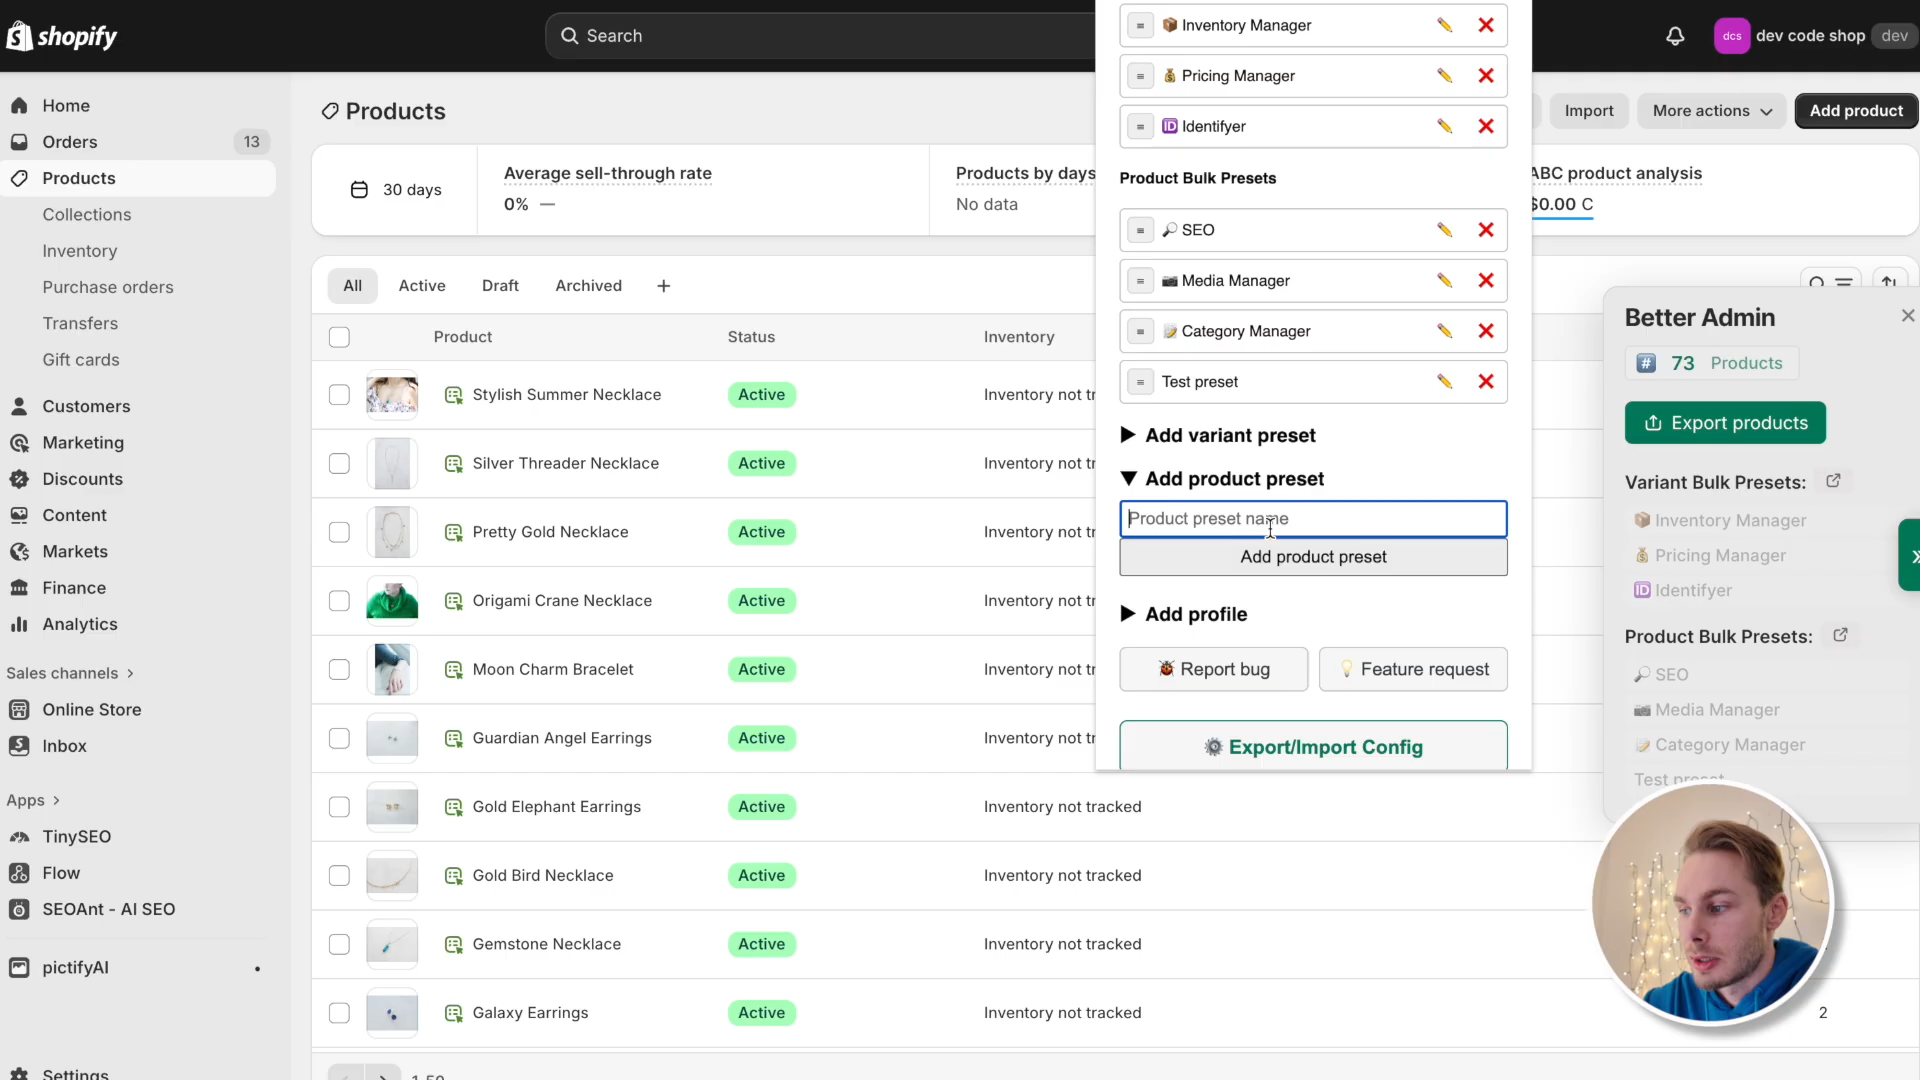 shopify
Search
dcs
dev code shop
dev
Home
Orders
13
Products
Collections
Inventory
Purchase orders
Transfers
Gift cards
Customers
Marketing
Discounts
Content
Markets
Finance
Analytics
Sales channels
Online Store
Inbox
Apps
TinySEO
Flow
SEOAnt - AI SEO
pictifyAI
Settings
Products
Import
More actions
Add product
30 days
Average sell-through rate
0% —
Products by days
No data
ABC product analysis
$0.00 C
All
Active
Draft
Archived
Product
Status
Inventory
Stylish Summer Necklace
Active
Inventory not tr
Silver Threader Necklace
Active
Inventory not tr
Pretty Gold Necklace
Active
Inventory not tr
Origami Crane Necklace
Active
Inventory not tr
Moon Charm Bracelet
Active
Inventory not tr
Guardian Angel Earrings
Active
Inventory not tr
Gold Elephant Earrings
Active
Inventory not tracked
Gold Bird Necklace
Active
Inventory not tracked
Gemstone Necklace
Active
Inventory not tracked
Galaxy Earrings
Active
Inventory not tracked
2
1-50
Inventory Manager
Pricing Manager
ID Identifyer
Product Bulk Presets
SEO
Media Manager
Category Manager
Test preset
Add variant preset
Add product preset
Product preset name
Add product preset
Add profile
Report bug
Feature request
Export/Import Config
Better Admin
# 73 Products
Export products
Variant Bulk Presets:
Inventory Manager
Pricing Manager
ID Identifyer
Product Bulk Presets:
SEO
Media Manager
Category Manager
Test preset